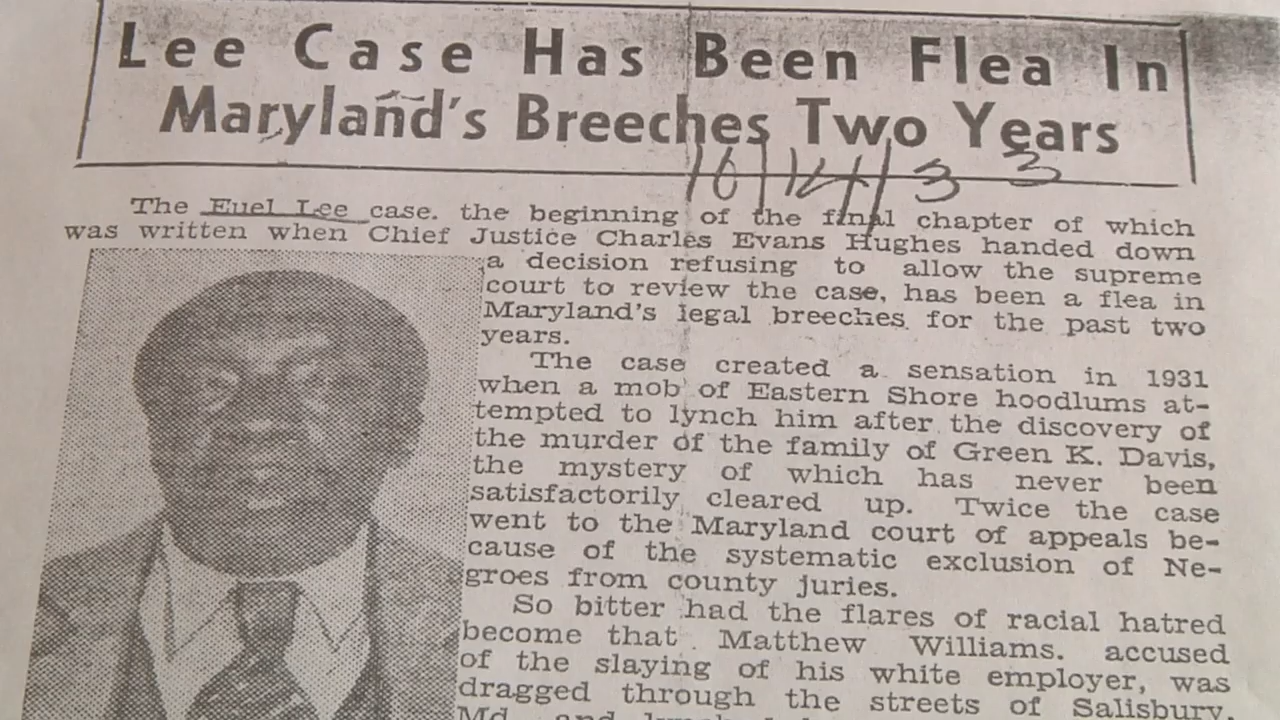 Lee Case Has Been Flea In
Maryland's Breeches Two Years
10/14/33
The Euel Lee case. the beginning of the final chapter of which
was written when Chief Justice Charles Evans Hughes handed down
a decision refusing to allow the supreme
court to review the case, has been a flea in
Maryland's legal breeches for the past two
years.
The case created a sensation in 1931
when a mob of Eastern Shore hoodlums at-
tempted to lynch him after the discovery of
the murder of the family of Green K. Davis,
the mystery of which has never been
satisfactorily cleared up. Twice the case
went to the Maryland court of appeals be-
cause of the systematic exclusion of Ne-
groes from county juries.
So bitter had the flares of racial hatred
become that Matthew Williams. accused
of the slaying of his white employer, was
dragged through the streets of Salisbury,
Md., and